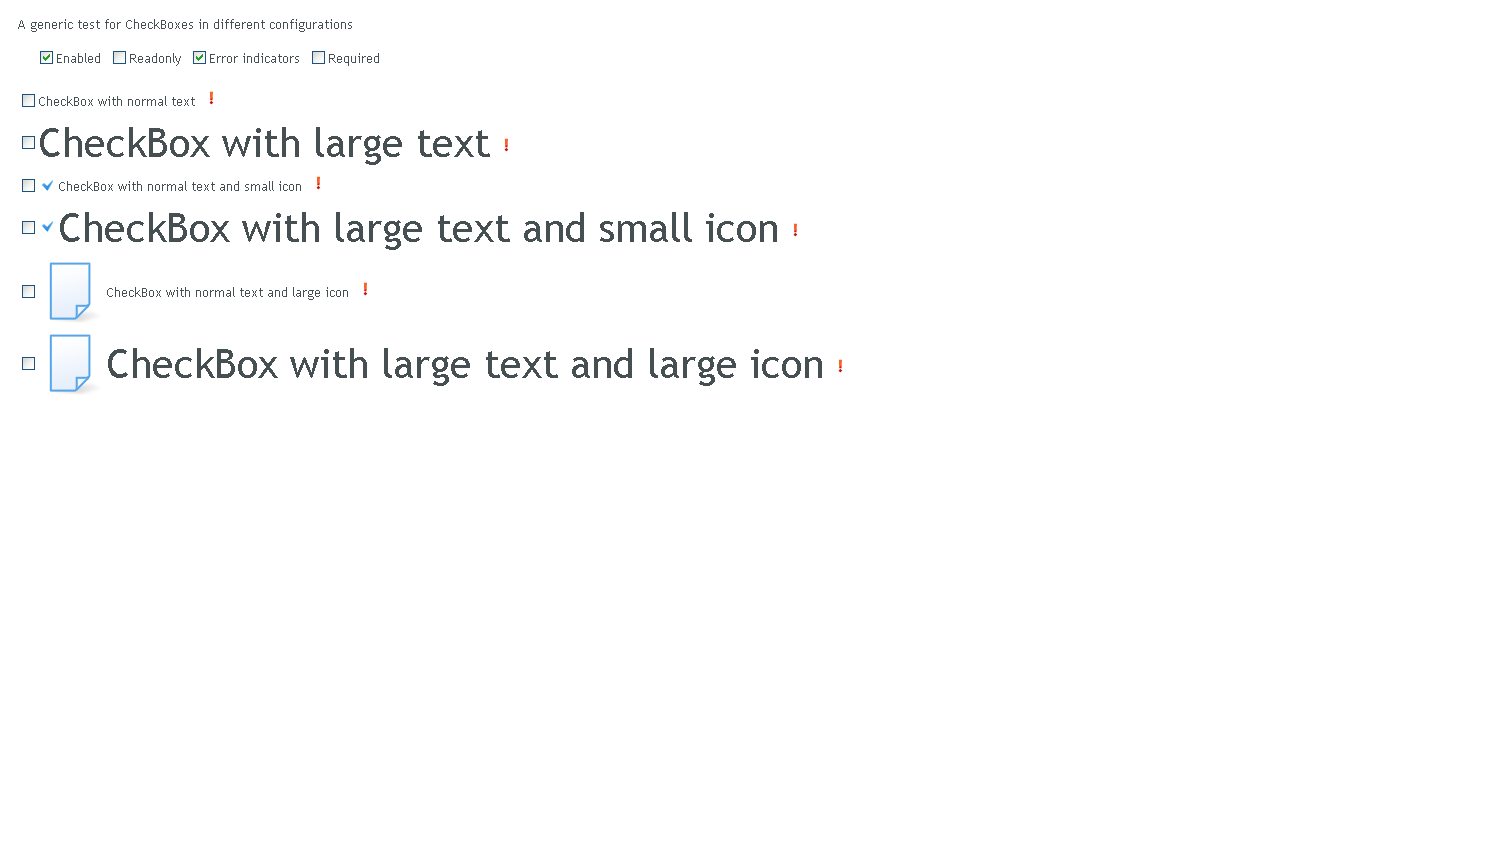 A generic test for CheckBoxes in different configurations
Enabled Readonly Error indicators Required
CheckBox with normal text
CheckBox with large text
CheckBox with normal text and small icon
CheckBox with large text and small icon
CheckBox with normal text and large icon
CheckBox with large text and large icon